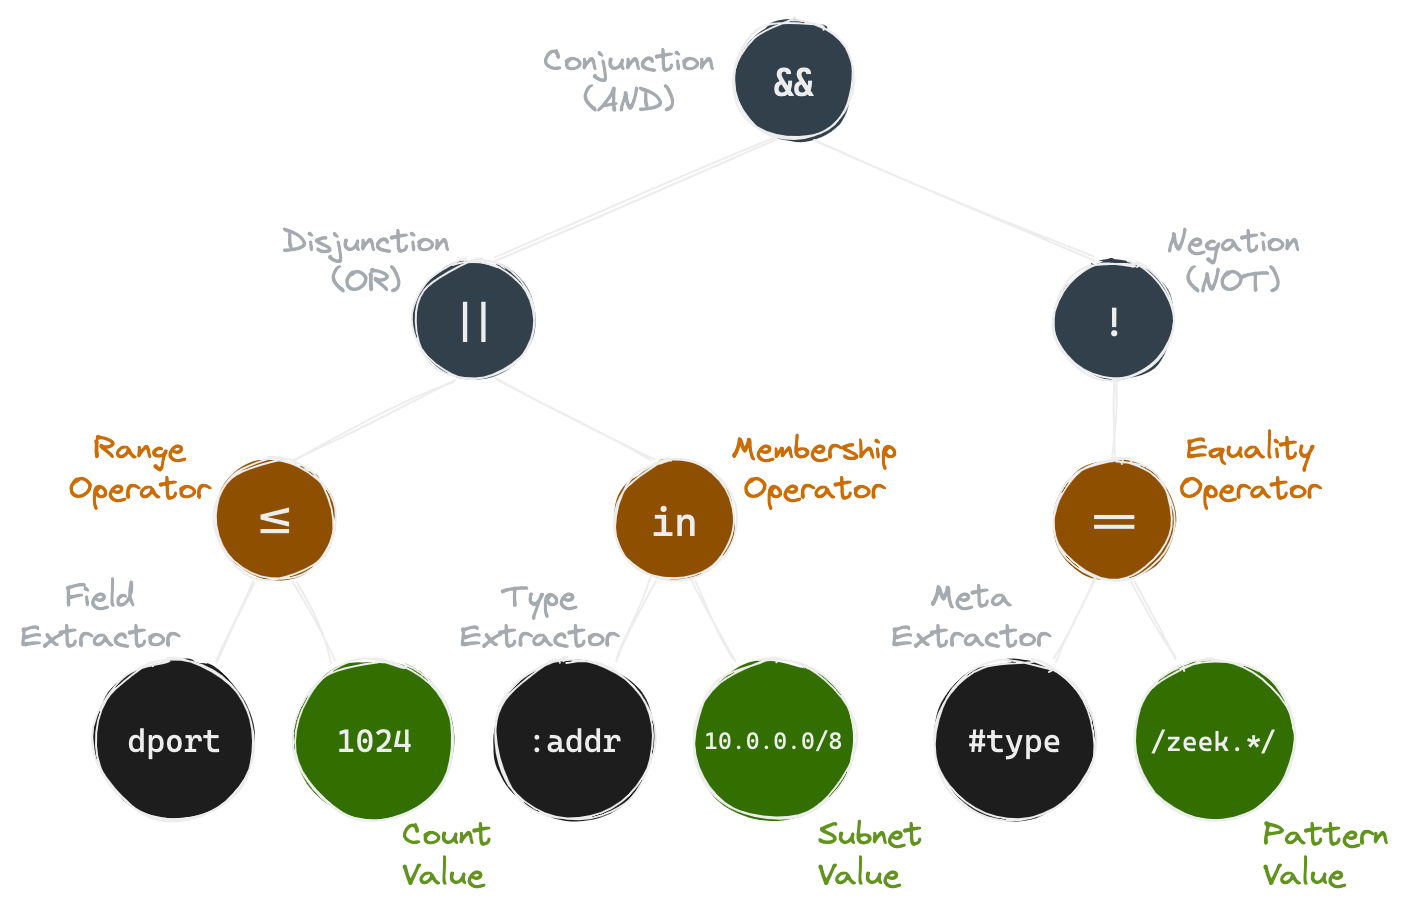 Conjunction
(AND)
&&
Disjunction
(OR)
||
Negation
(NOT)
!
Range
Operator
≤
Membership
Operator
in
Equality
Operator
==
Field
Extractor
dport
1024
Count
Value
Type
Extractor
:addr
10.0.0.0/8
Subnet
Value
Meta
Extractor
#type
/zeek.*/
Pattern
Value